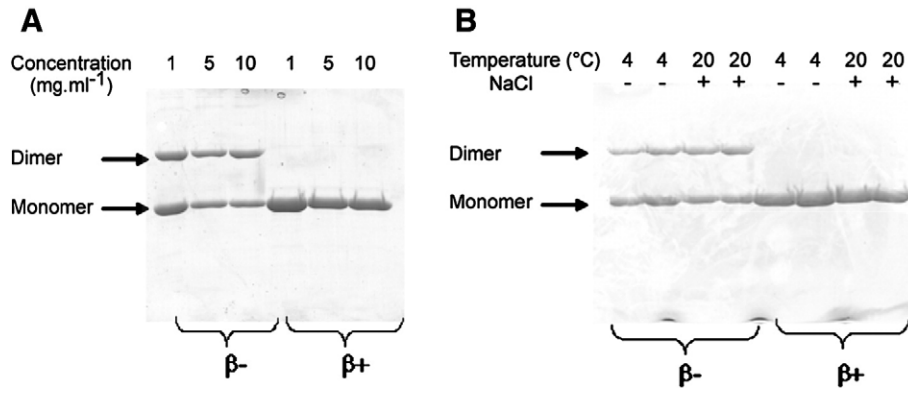 A
Concentration 1 5 10 1 5 10
(mg.ml-1)
Dimer
Monomer
β- β+
B
Temperature (°C) 4 4 20 20 4 4 20 20
NaCl - - + + - - + +
Dimer
Monomer
β- β+